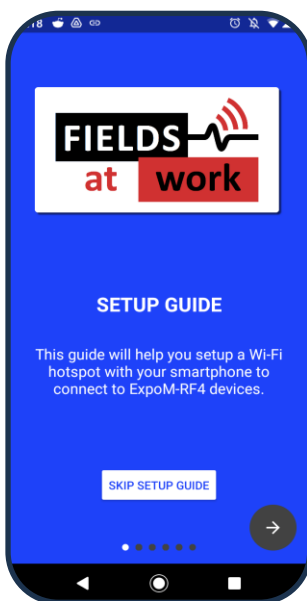 FIELDS
at work
SETUP GUIDE
This guide will help you setup a Wi-Fi
hotspot with your smartphone to
connect to ExpoM-RF4 devices.
SKIP SETUP GUIDE